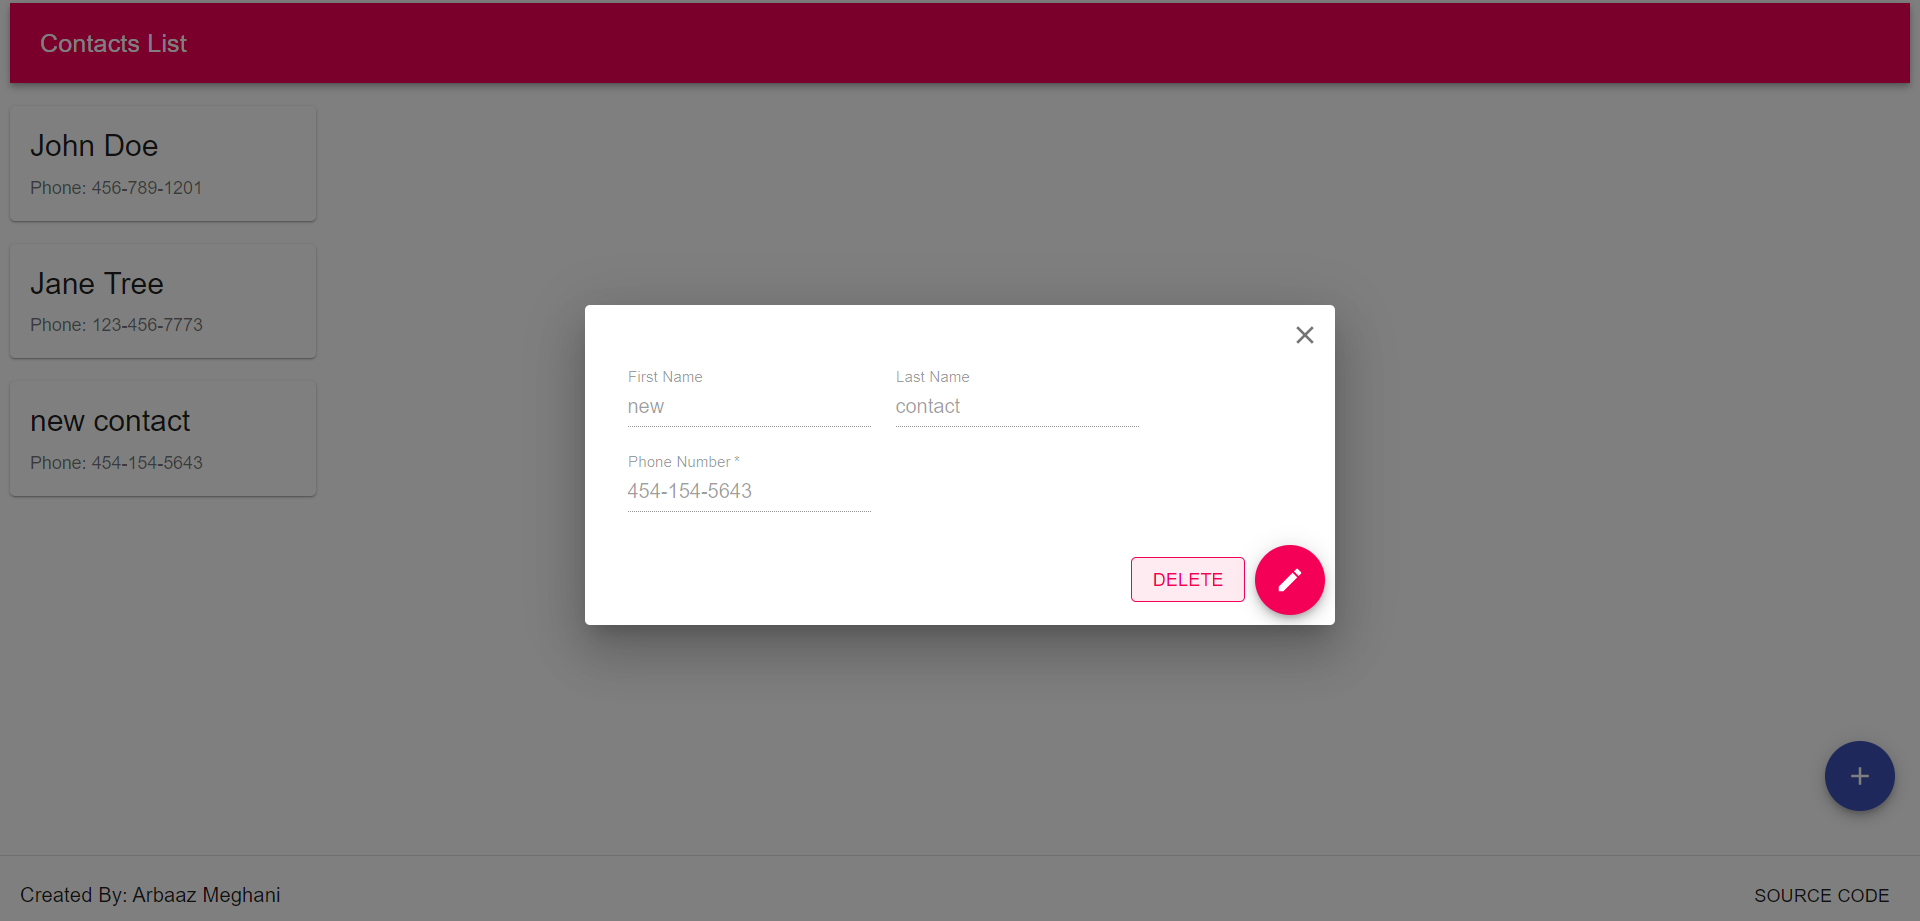 Contacts List
John Doe
Phone: 456-789-1201
Jane Tree
Phone: 123-456-7773
new contact
Phone: 454-154-5643
First Name
new
Last Name
contact
Phone Number *
454-154-5643
DELETE
Created By: Arbaaz Meghani
SOURCE CODE